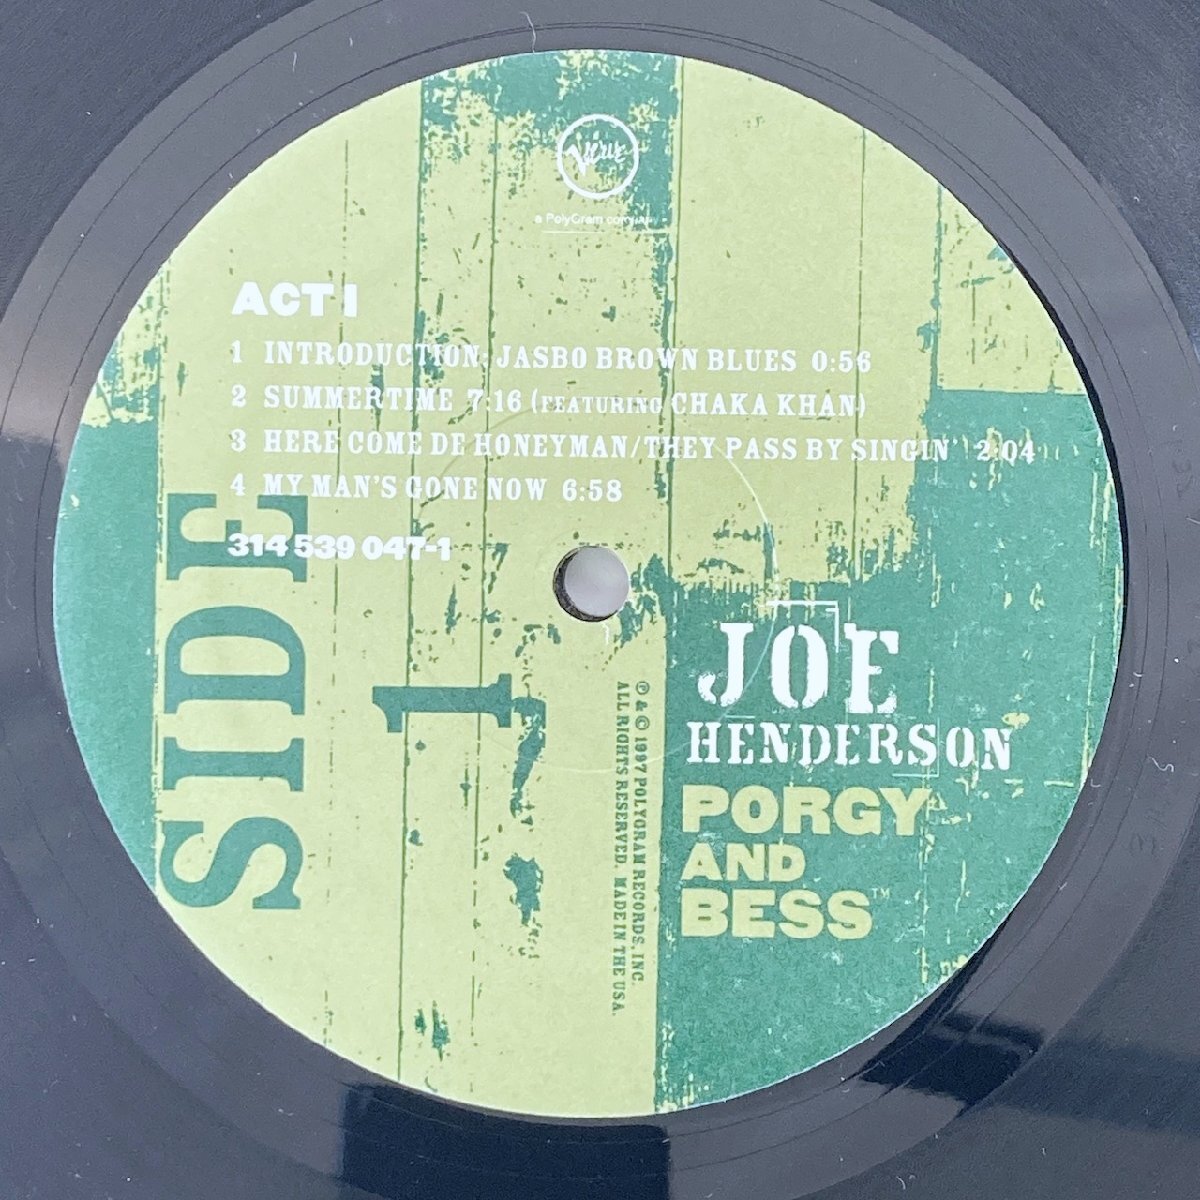 Verve
a PolyGram company
ACT I
1 INTRODUCTION: JASBO BROWN BLUES 0:56
2 SUMMERTIME 7:16 (FEATURING CHAKA KHAN)
3 HERE COME DE HONEYMAN/THEY PASS BY SINGIN' 2:04
4 MY MAN'S GONE NOW 6:58
314 539 047-1
SIDE
1
JOE
HENDERSON
PORGY
AND
BESS™
℗ & © 1997 POLYGRAM RECORDS, INC.
ALL RIGHTS RESERVED. MADE IN THE USA.